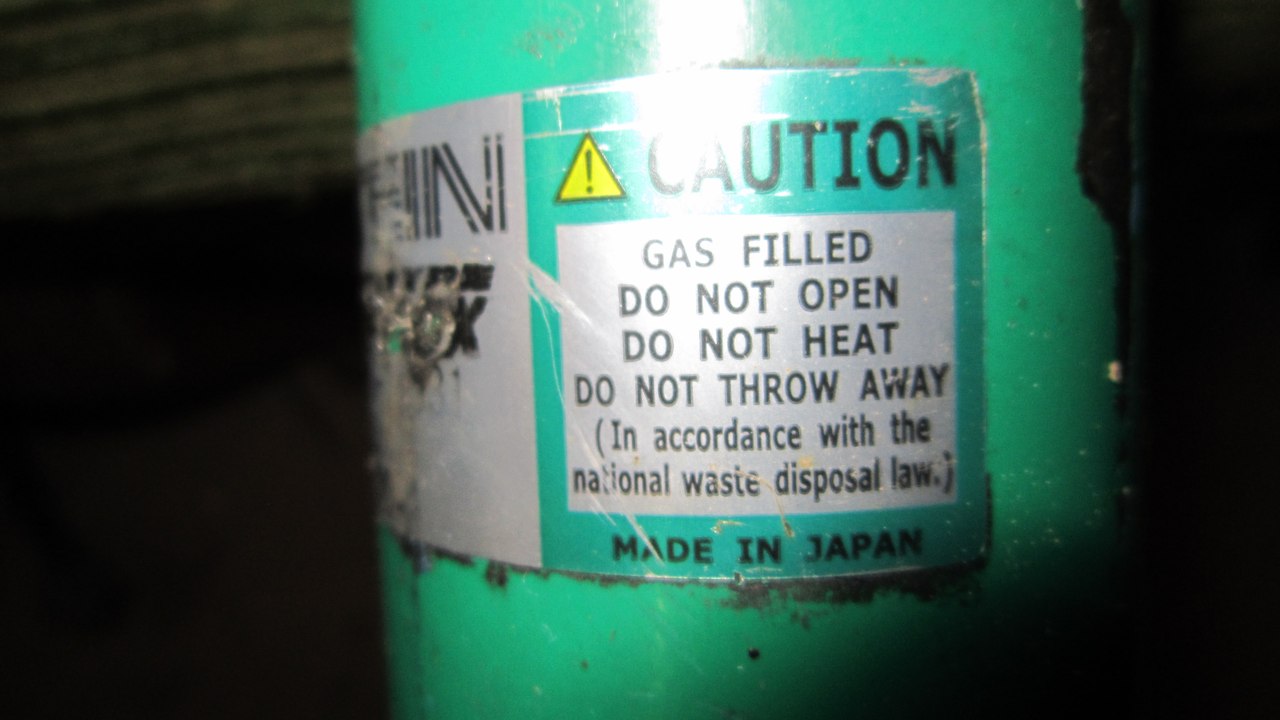 CAUTION
GAS FILLED
DO NOT OPEN
DO NOT HEAT
DO NOT THROW AWAY
(In accordance with the
national waste disposal law.)
MADE IN JAPAN